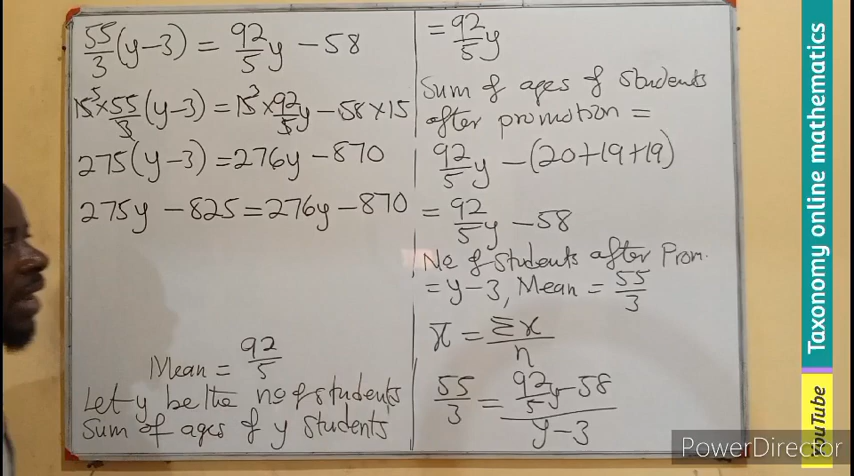 55/3(y-3) = 92/5y - 58
15⁵×55/3(y-3) = 15³×92/5y - 58×15
275(y-3) = 276y - 870
275y - 825 = 276y - 870
Mean = 92/5
Let y be the no of students
Sum of ages of y students
= 92/5y
Sum of ages of students
after promotion =
92/5y - (20+19+19)
= 92/5y - 58
No of students after Prom.
= y-3, Mean = 55/3
x̄ = Σx/n
55/3 = (92/5y - 58)/(y-3)
YouTube Taxonomy online mathematics
PowerDirector